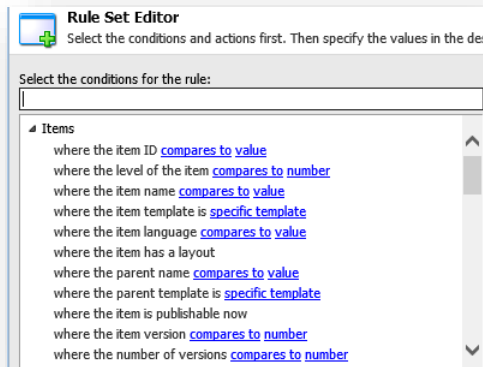 Rule Set Editor
Select the conditions and actions first. Then specify the values in the de
Select the conditions for the rule:
Items
where the item ID compares to value
where the level of the item compares to number
where the item name compares to value
where the item template is specific template
where the item language compares to value
where the item has a layout
where the parent name compares to value
where the parent template is specific template
where the item is publishable now
where the item version compares to number
where the number of versions compares to number